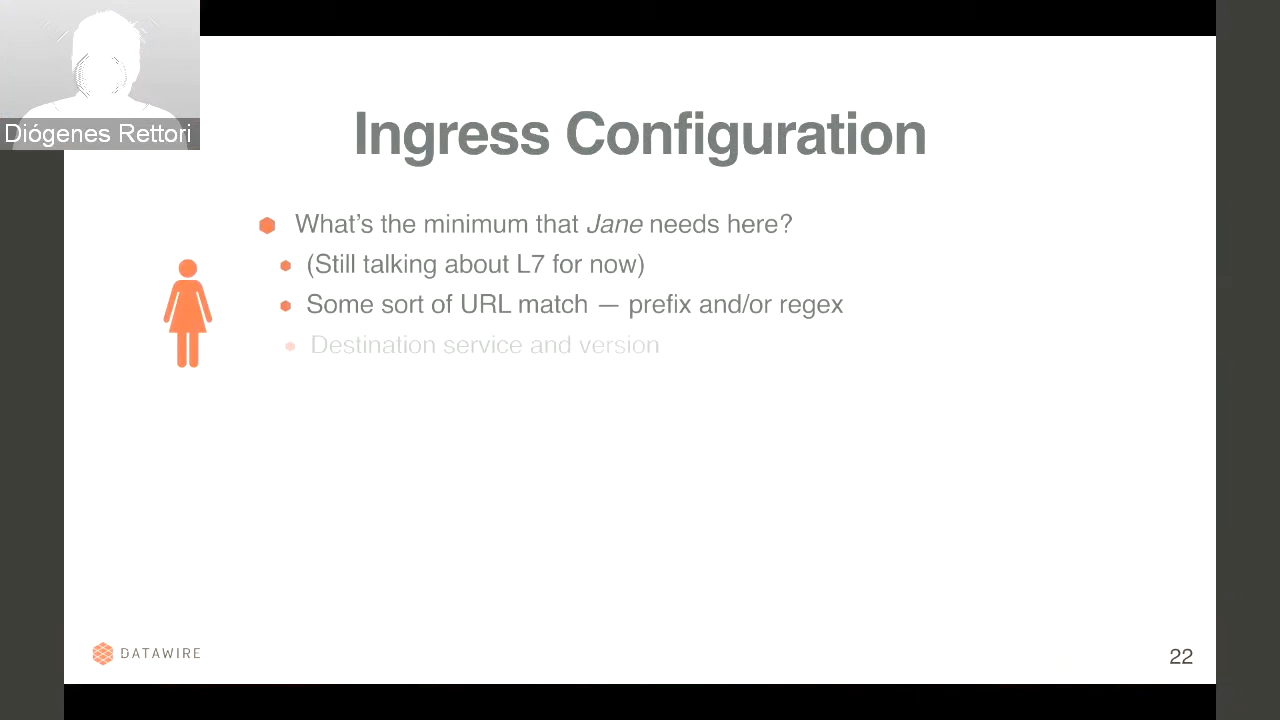 Diógenes Rettori
Ingress Configuration
What’s the minimum that Jane needs here?
(Still talking about L7 for now)
Some sort of URL match — prefix and/or regex
Destination service and version
DATAWIRE
22